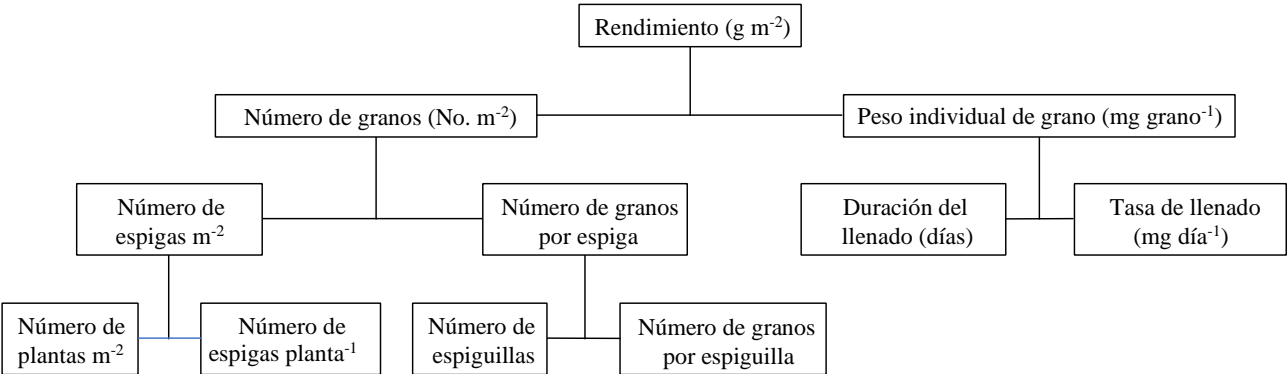 Rendimiento (g m⁻²)
Número de granos (No. m⁻²)
Peso individual de grano (mg grano⁻¹)
Número de
espigas m⁻²
Número de granos
por espiga
Duración del
llenado (días)
Tasa de llenado
(mg día⁻¹)
Número de
plantas m⁻²
Número de
espigas planta⁻¹
Número de
espiguillas
Número de granos
por espiguilla